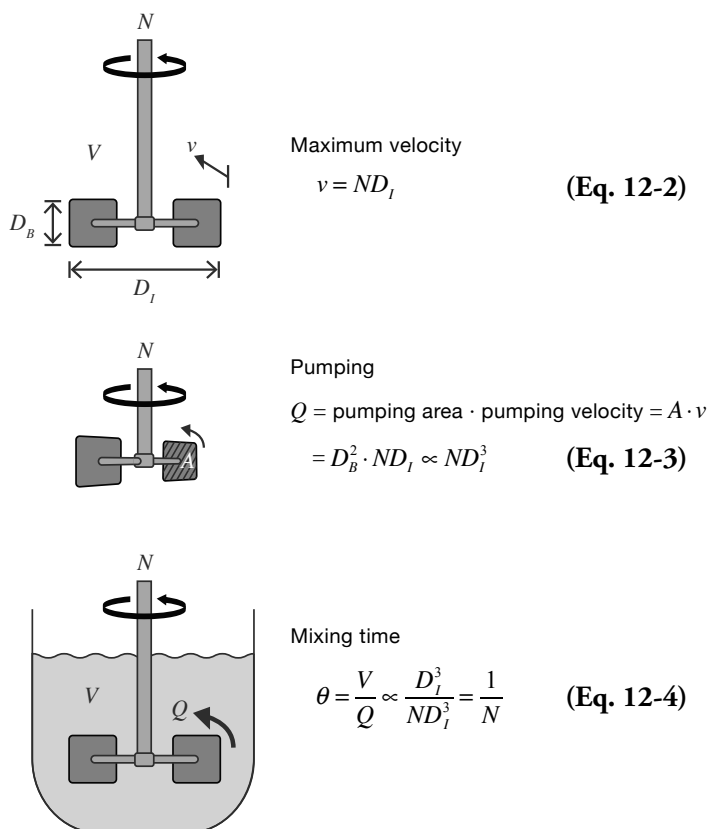 N
V
v
D_B
D_I
Maximum velocity
v = ND_I
(Eq. 12-2)
N
A
Pumping
Q = pumping area · pumping velocity = A · v
= D_B^2 · ND_I ∝ ND_I^3
(Eq. 12-3)
N
V
Q
Mixing time
θ = V/Q ∝ D_I^3/ND_I^3 = 1/N
(Eq. 12-4)